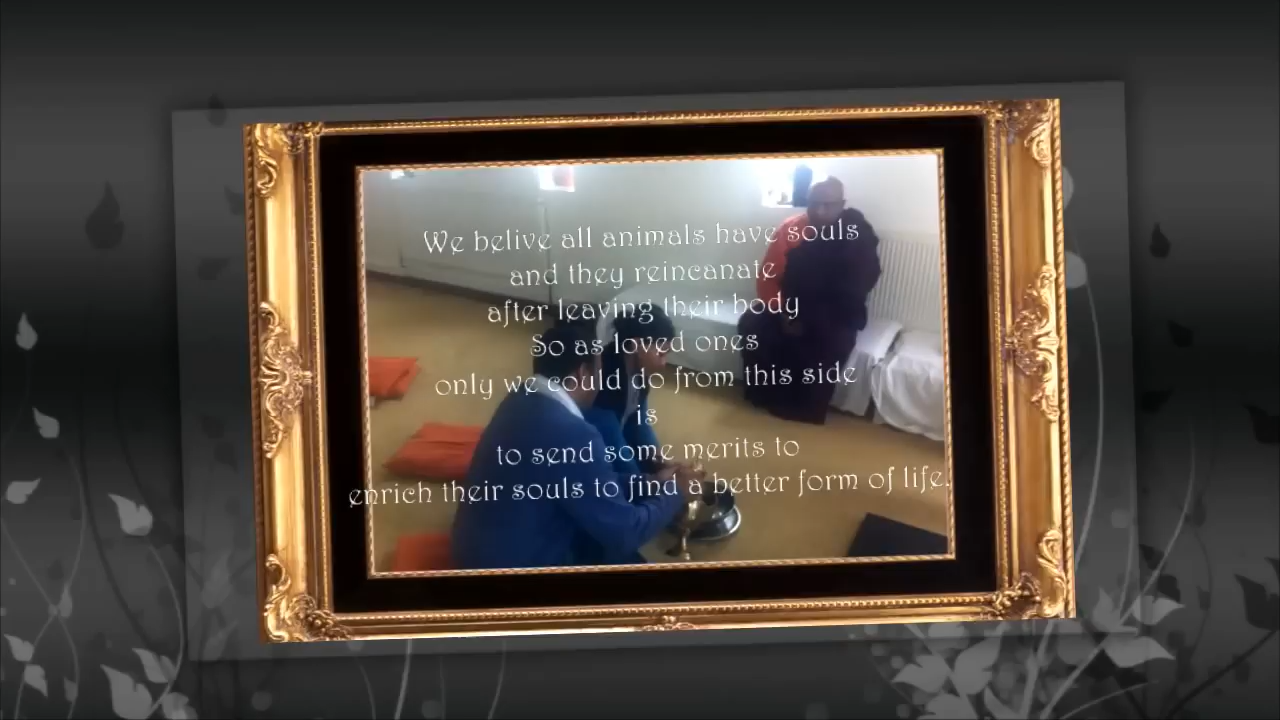 We belive all animals have souls
and they reincanate
after leaving their body
So as loved ones
only we could do from this side
is
to send some merits to
enrich their souls to find a better form of life.